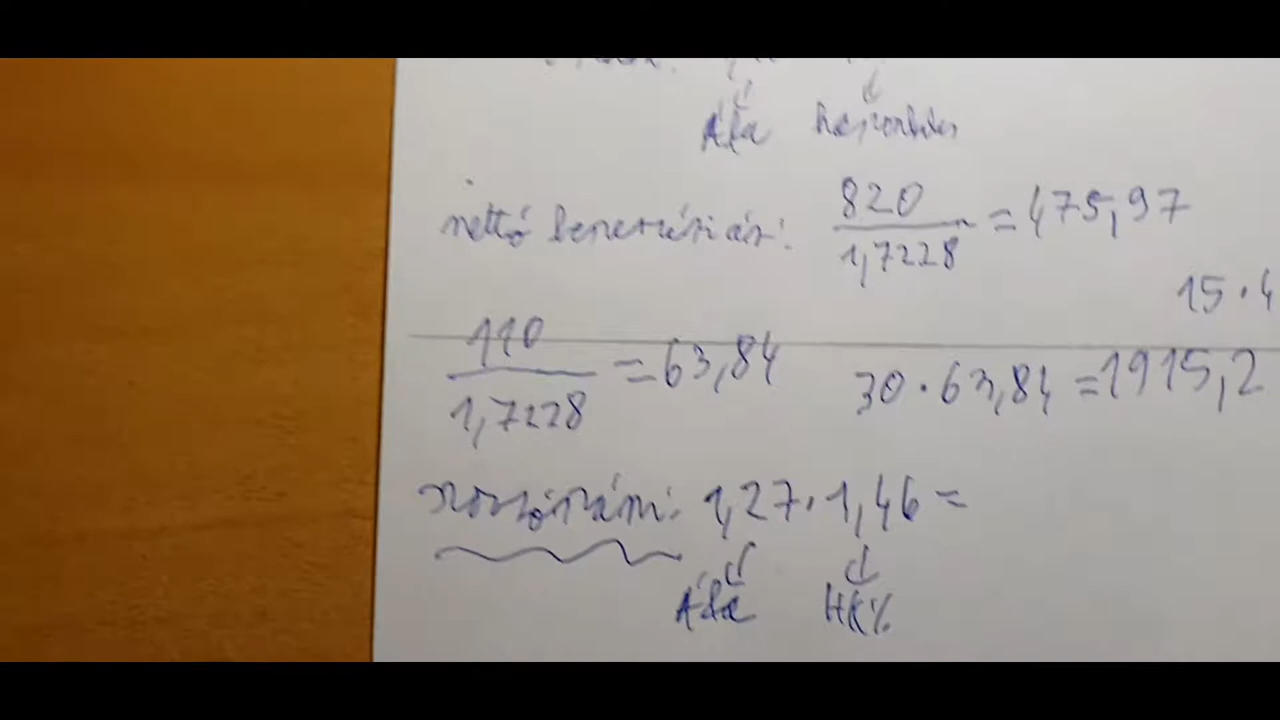 Áfa haszonkulcs
nettó beszerzési ár: 820 / 1,7228 = 475,97
15 · 4
110 / 1,7228 = 63,84 30 · 63,84 = 1915,2
szorzószám: 1,27 · 1,46 =
Áfa HK%